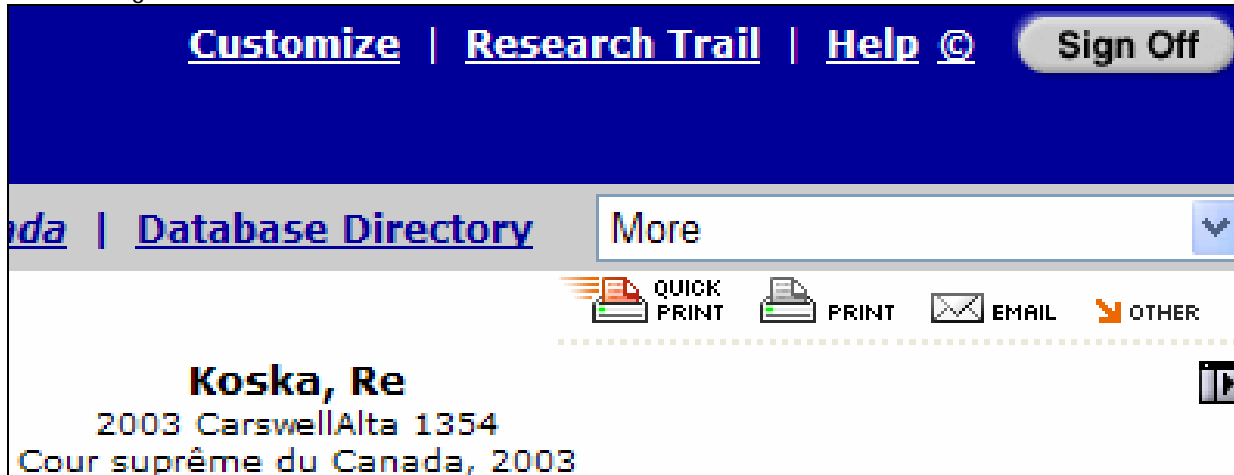 Customize | Research Trail | Help © Sign Off
ada | Database Directory More
QUICK PRINT PRINT EMAIL OTHER
Koska, Re
2003 CarswellAlta 1354
Cour suprême du Canada, 2003